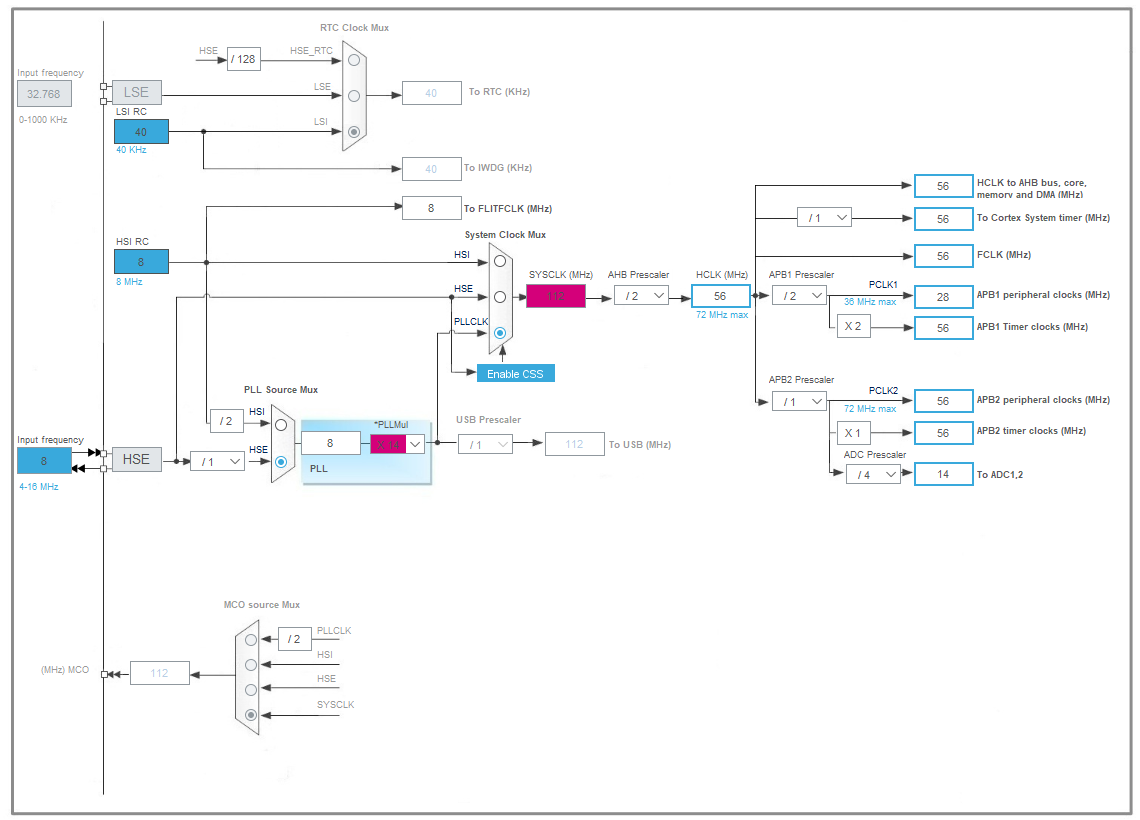 RTC Clock Mux
HSE
/ 128
HSE_RTC
Input frequency
32.768
0-1000 KHz
LSE
LSE
40
To RTC (KHz)
LSI RC
40
40 KHz
LSI
40
To IWDG (KHz)
8
To FLITFCLK (MHz)
HSI RC
8
8 MHz
System Clock Mux
HSI
HSE
PLLCLK
Enable CSS
SYSCLK (MHz)
112
AHB Prescaler
/ 2
HCLK (MHz)
56
72 MHz max
56
HCLK to AHB bus, core,
memory and DMA (MHz)
/ 1
56
To Cortex System timer (MHz)
56
FCLK (MHz)
APB1 Prescaler
/ 2
PCLK1
36 MHz max
28
APB1 peripheral clocks (MHz)
X 2
56
APB1 Timer clocks (MHz)
APB2 Prescaler
/ 1
PCLK2
72 MHz max
56
APB2 peripheral clocks (MHz)
X 1
56
APB2 timer clocks (MHz)
ADC Prescaler
/ 4
14
To ADC1,2
PLL Source Mux
/ 2
HSI
HSE
Input frequency
8
4-16 MHz
HSE
/ 1
8
*PLLMul
X 14
PLL
USB Prescaler
/ 1
112
To USB (MHz)
MCO source Mux
/ 2
PLLCLK
HSI
HSE
SYSCLK
(MHz) MCO
112